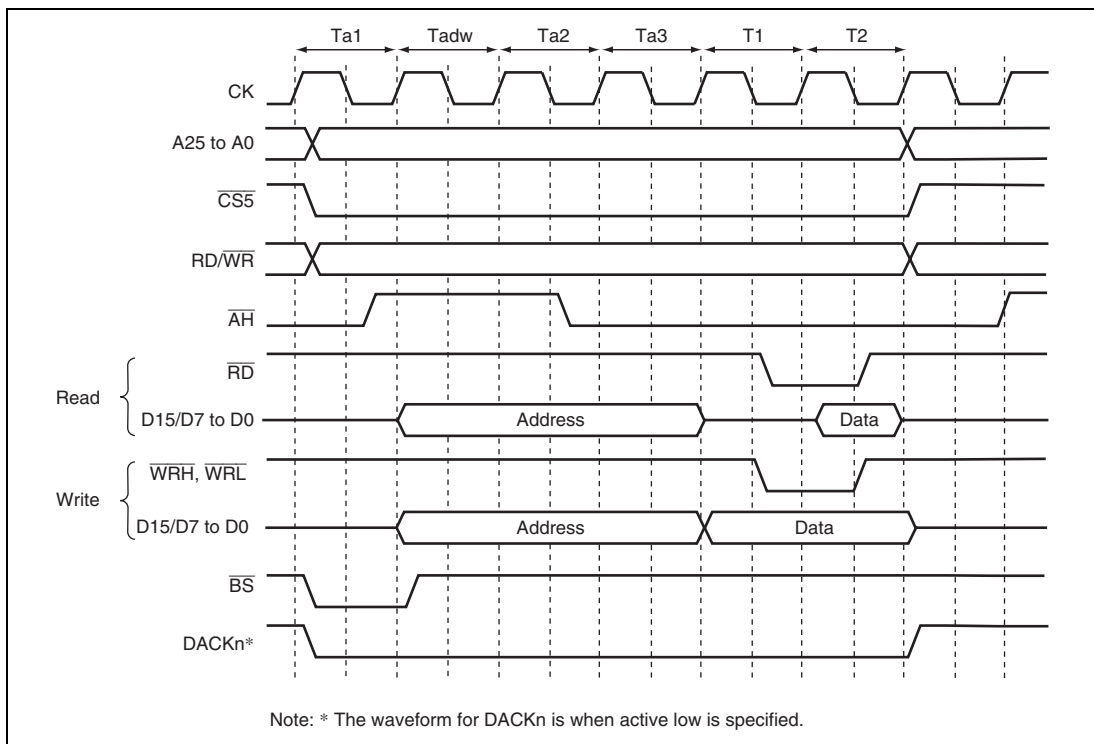 Ta1 Tadw Ta2 Ta3 T1 T2
CK
A25 to A0
CS5
RD/WR
AH
RD
Read
D15/D7 to D0 Address Data
WRH, WRL
Write
D15/D7 to D0 Address Data
BS
DACKn*
Note: * The waveform for DACKn is when active low is specified.